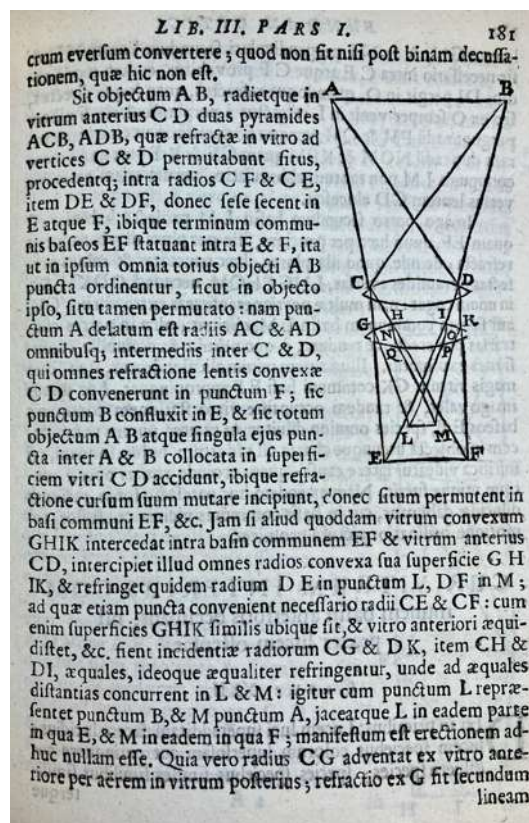 LIB. III. PARS I. 181
crum eversum convertere ; quod non fit nisi post binam decussa-
tionem, quæ hic non est.
Sit objectum A B, radietque in
vitrum anterius C D duæ pyramides
ACB, ADB, quæ refractæ in vitro ad
vertices C & D permutabunt situs,
procedentq; intra radios C F & C E,
item DE & DF, donec sese secent in
E atque F, ibique terminum commu-
nis baseos EF statuant intra E & F, ita
ut in ipsum omnia totius objecti A B
puncta ordinentur, sicut in objecto
ipso, situ tamen permutato : nam pun-
ctum A delatum est radiis AC & AD
omnibusq; intermediis inter C & D,
qui omnes refractione lentis convexæ
C D convenerunt in punctum F ; sic
punctum B confluxit in E, & sic totum
objectum A B atque singula ejus pun-
cta inter A & B collocata in superfi-
ciem vitri C D accidunt, ibique refra-
ctione cursum suum mutare incipiunt, donec situm permutent in
basi communi EF, &c. Jam si aliud quoddam vitrum convexum
GHIK intercedat intra basin communem EF & vitrum anterius
CD, intercipiet illud omnes radios convexa sua superficie G H
IK, & refringet quidem radium D E in punctum L, D F in M ;
ad quæ etiam puncta convenient necessario radii CE & CF : cum
enim superficies GHIK similis ubique sit, & vitro anteriori æqui-
distet, &c. fient incidentiæ radiorum CG & DK, item CH &
DI, æquales, ideoque æqualiter refringentur, unde ad æquales
distantias concurrent in L & M : igitur cum punctum L repræ-
sentet punctum B, & M punctum A, jaceatque L in eadem parte
in qua E, & M in eadem in qua F ; manifestum est erectionem ad-
huc nullam esse. Quia vero radius CG adventat ex vitro ante-
riore per aërem in vitrum posterius ; refractio ex G fit secundum
lineam
A B
C D
H I
G K
N O
Q P
L M
E F